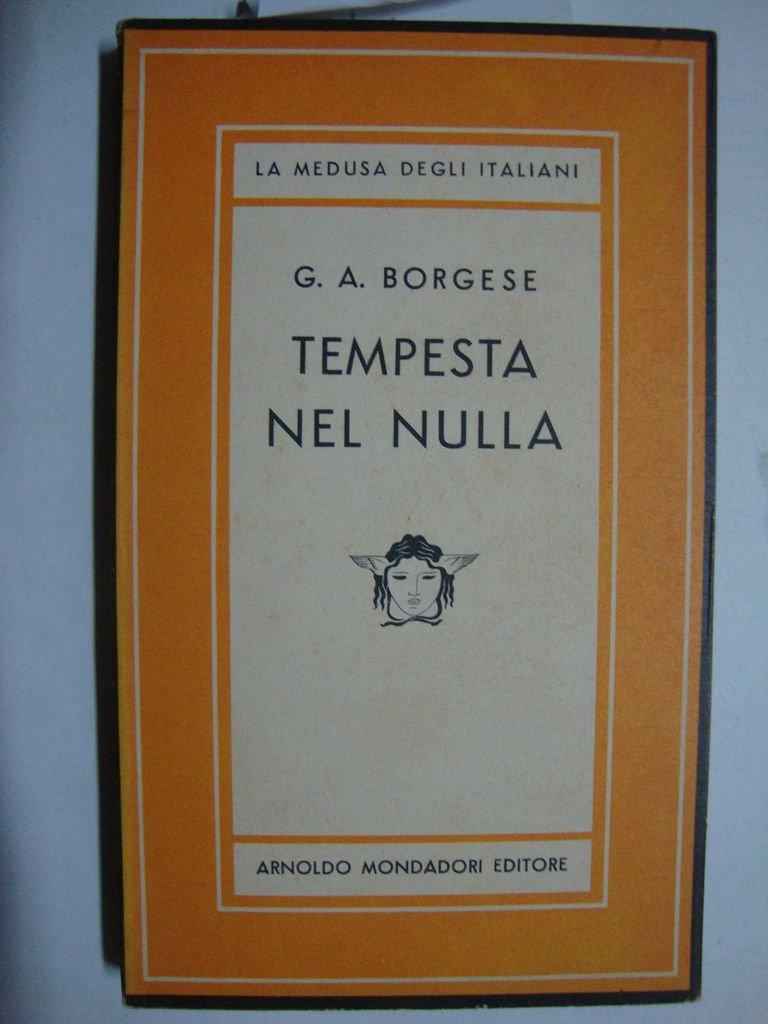 LA MEDUSA DEGLI ITALIANI
G. A. BORGESE
TEMPESTA
NEL NULLA
ARNOLDO MONDADORI EDITORE